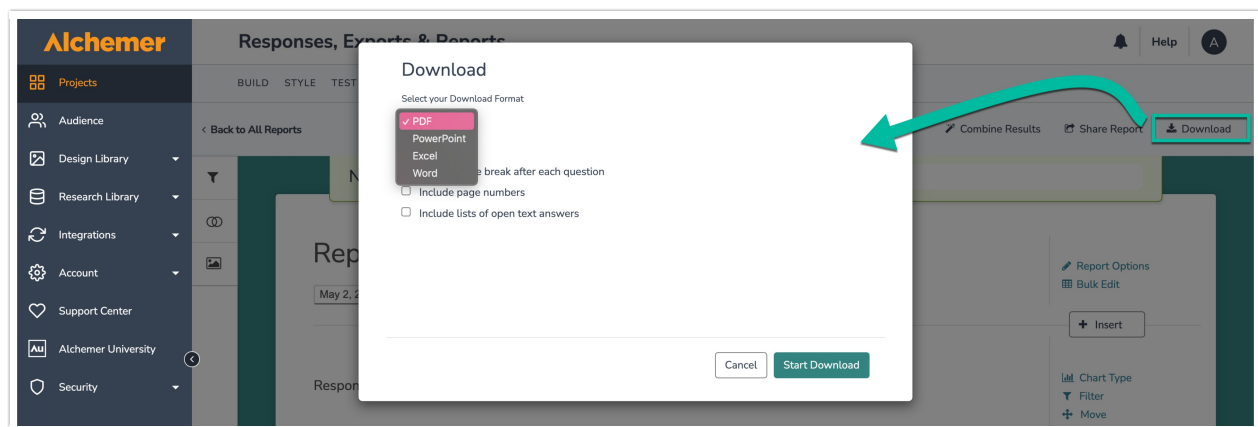 Alchemer
Projects
Audience
Design Library
Research Library
Integrations
Account
Support Center
Au Alchemer University
Security
Responses, Exports & Reports
Help A
BUILD STYLE TEST
< Back to All Reports
Combine Results Share Report Download
Download
Select your Download Format
✓ PDF
PowerPoint
Excel
Word
break after each question
Include page numbers
Include lists of open text answers
Cancel Start Download
Rep
May 2, 2
Respon
Report Options
Bulk Edit
+ Insert
Chart Type
Filter
Move